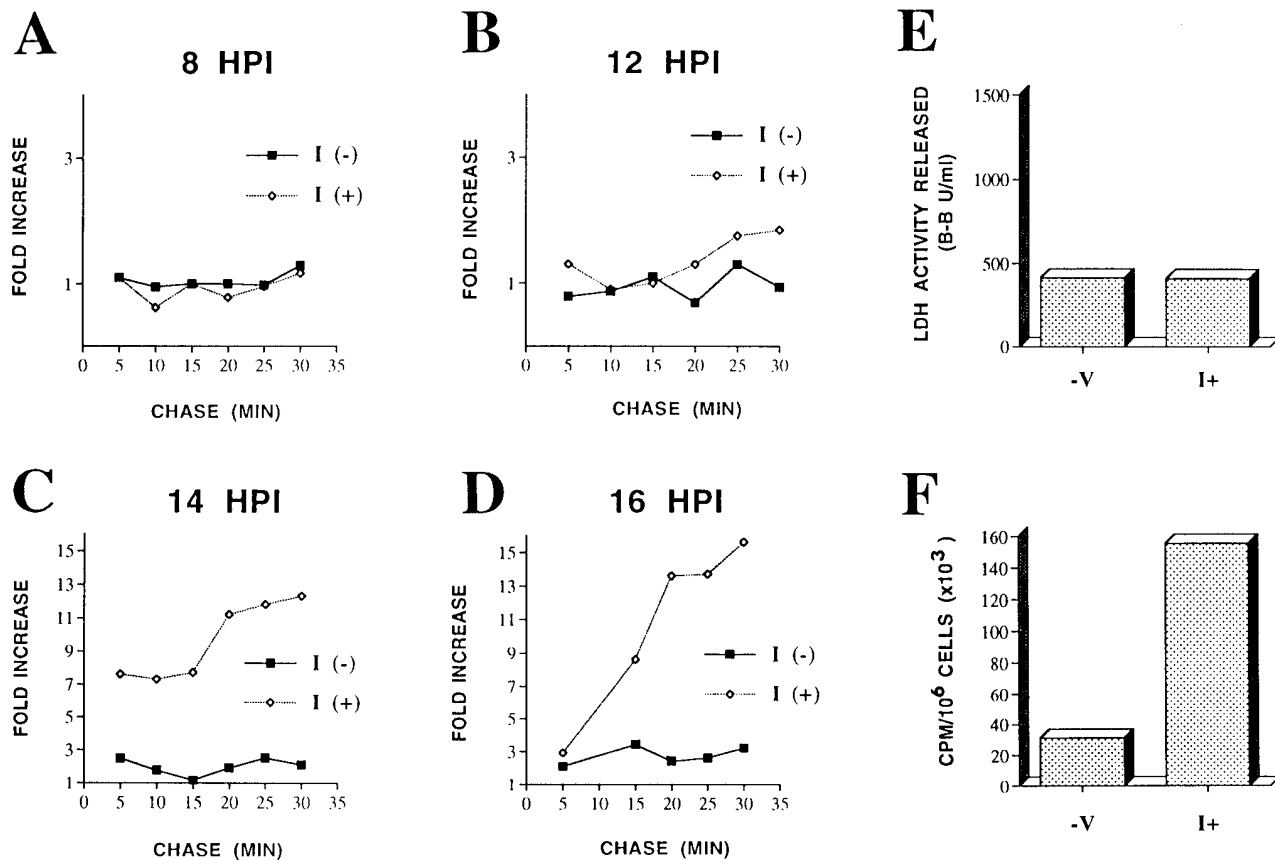 A
8 HPI
FOLD INCREASE
3
1
I (-)
I (+)
0 5 10 15 20 25 30 35
CHASE (MIN)
B
12 HPI
FOLD INCREASE
3
1
I (-)
I (+)
0 5 10 15 20 25 30
CHASE (MIN)
E
LDH ACTIVITY RELEASED
(B-B U/ml)
1500
1000
500
0
-V I+
C
14 HPI
FOLD INCREASE
15
13
11
9
7
5
3
1
I (-)
I (+)
0 5 10 15 20 25 30 35
CHASE (MIN)
D
16 HPI
FOLD INCREASE
15
13
11
9
7
5
3
1
I (-)
I (+)
0 5 10 15 20 25 30 35
CHASE (MIN)
F
CPM/10⁶ CELLS (x10³)
160
140
120
100
80
60
40
20
0
-V I+